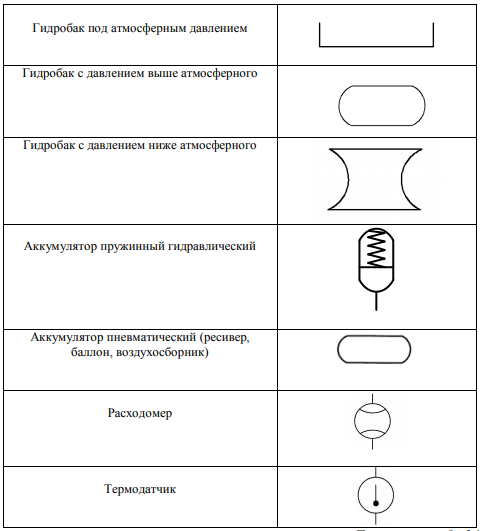 Гидробак под атмосферным давлением
Гидробак с давлением выше атмосферного
Гидробак с давлением ниже атмосферного
Аккумулятор пружинный гидравлический
Аккумулятор пневматический (ресивер,
баллон, воздухосборник)
Расходомер
Термодатчик